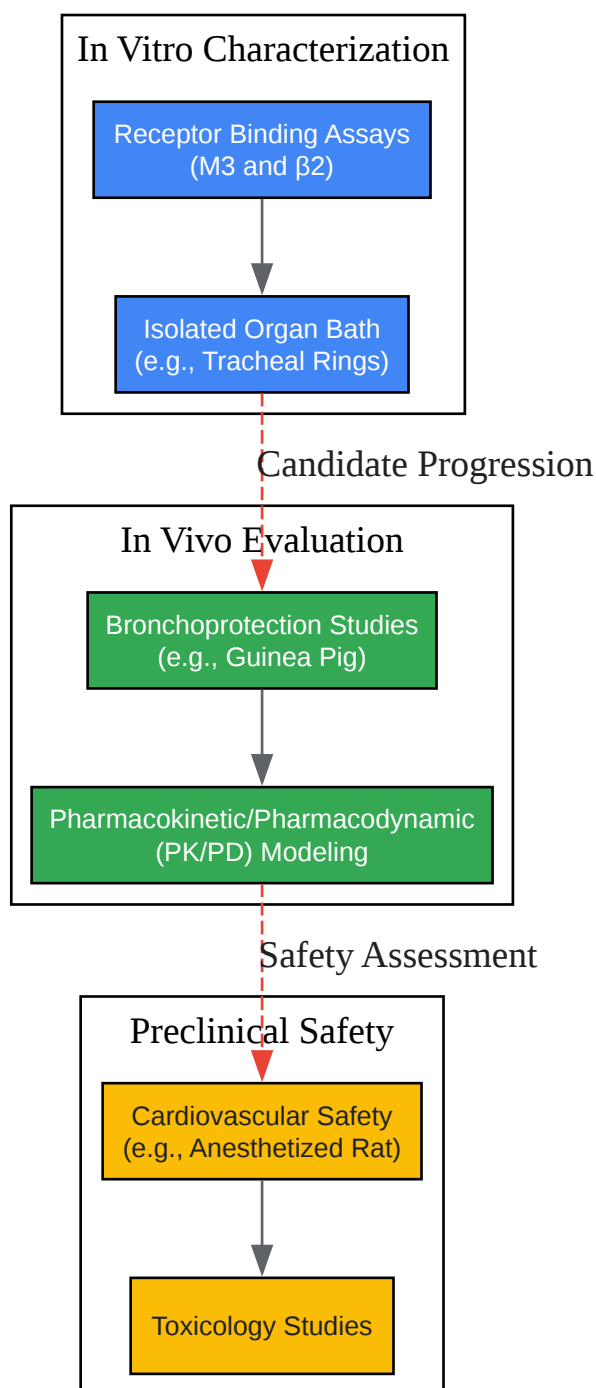 In Vitro Characterization
Receptor Binding Assays
(M3 and β2)
Isolated Organ Bath
(e.g., Tracheal Rings)
Candidate Progression
In Vivo Evaluation
Bronchoprotection Studies
(e.g., Guinea Pig)
Pharmacokinetic/Pharmacodynamic
(PK/PD) Modeling
Safety Assessment
Preclinical Safety
Cardiovascular Safety
(e.g., Anesthetized Rat)
Toxicology Studies